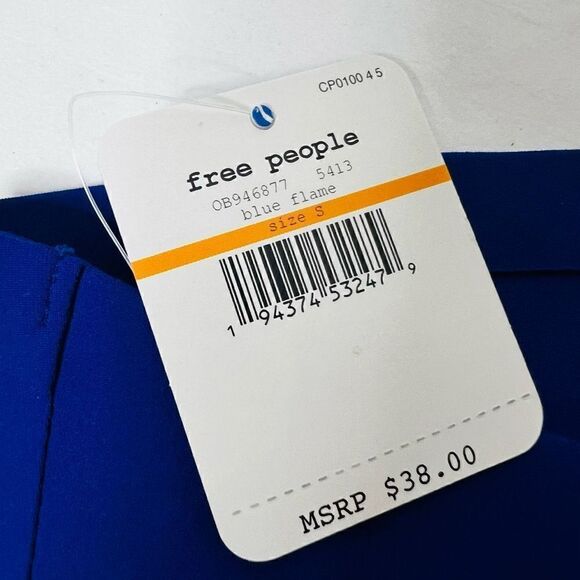 CP0100 4 5
free people
OB946877 5413
blue flame
size S
1 94374 53247 9
MSRP $38.00